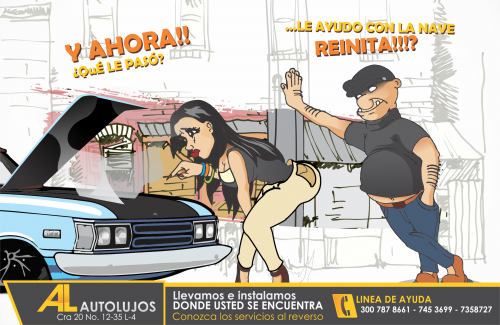 Y AHORA!!
¿QuÉ LE PASÓ?
...LE AYUDO CON LA NAVE
REINITA!!!?
AL AUTOLUJOS
Cra 20 No. 12-35 L-4
Llevamos e instalamos
DONDE USTED SE ENCUENTRA
Conozca los servicios al reverso
LINEA DE AYUDA
300 787 8661 - 745 3699 - 7358727